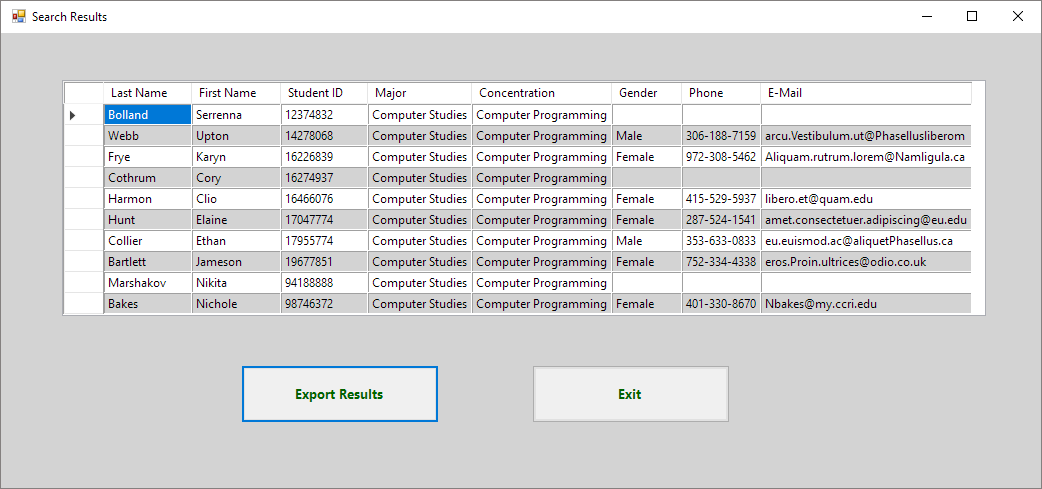 Search Results
Last Name First Name Student ID Major Concentration Gender Phone E-Mail
Bolland Serrenna 12374832 Computer Studies Computer Programming
Webb Upton 14278068 Computer Studies Computer Programming Male 306-188-7159 arcu.Vestibulum.ut@Phasellusliberom
Frye Karyn 16226839 Computer Studies Computer Programming Female 972-308-5462 Aliquam.rutrum.lorem@Namligula.ca
Cothrum Cory 16274937 Computer Studies Computer Programming
Harmon Clio 16466076 Computer Studies Computer Programming Female 415-529-5937 libero.et@quam.edu
Hunt Elaine 17047774 Computer Studies Computer Programming Female 287-524-1541 amet.consectetuer.adipiscing@eu.edu
Collier Ethan 17955774 Computer Studies Computer Programming Male 353-633-0833 eu.euismod.ac@aliquetPhasellus.ca
Bartlett Jameson 19677851 Computer Studies Computer Programming Female 752-334-4338 eros.Proin.ultrices@odio.co.uk
Marshakov Nikita 94188888 Computer Studies Computer Programming
Bakes Nichole 98746372 Computer Studies Computer Programming Female 401-330-8670 Nbakes@my.ccri.edu
Export Results Exit